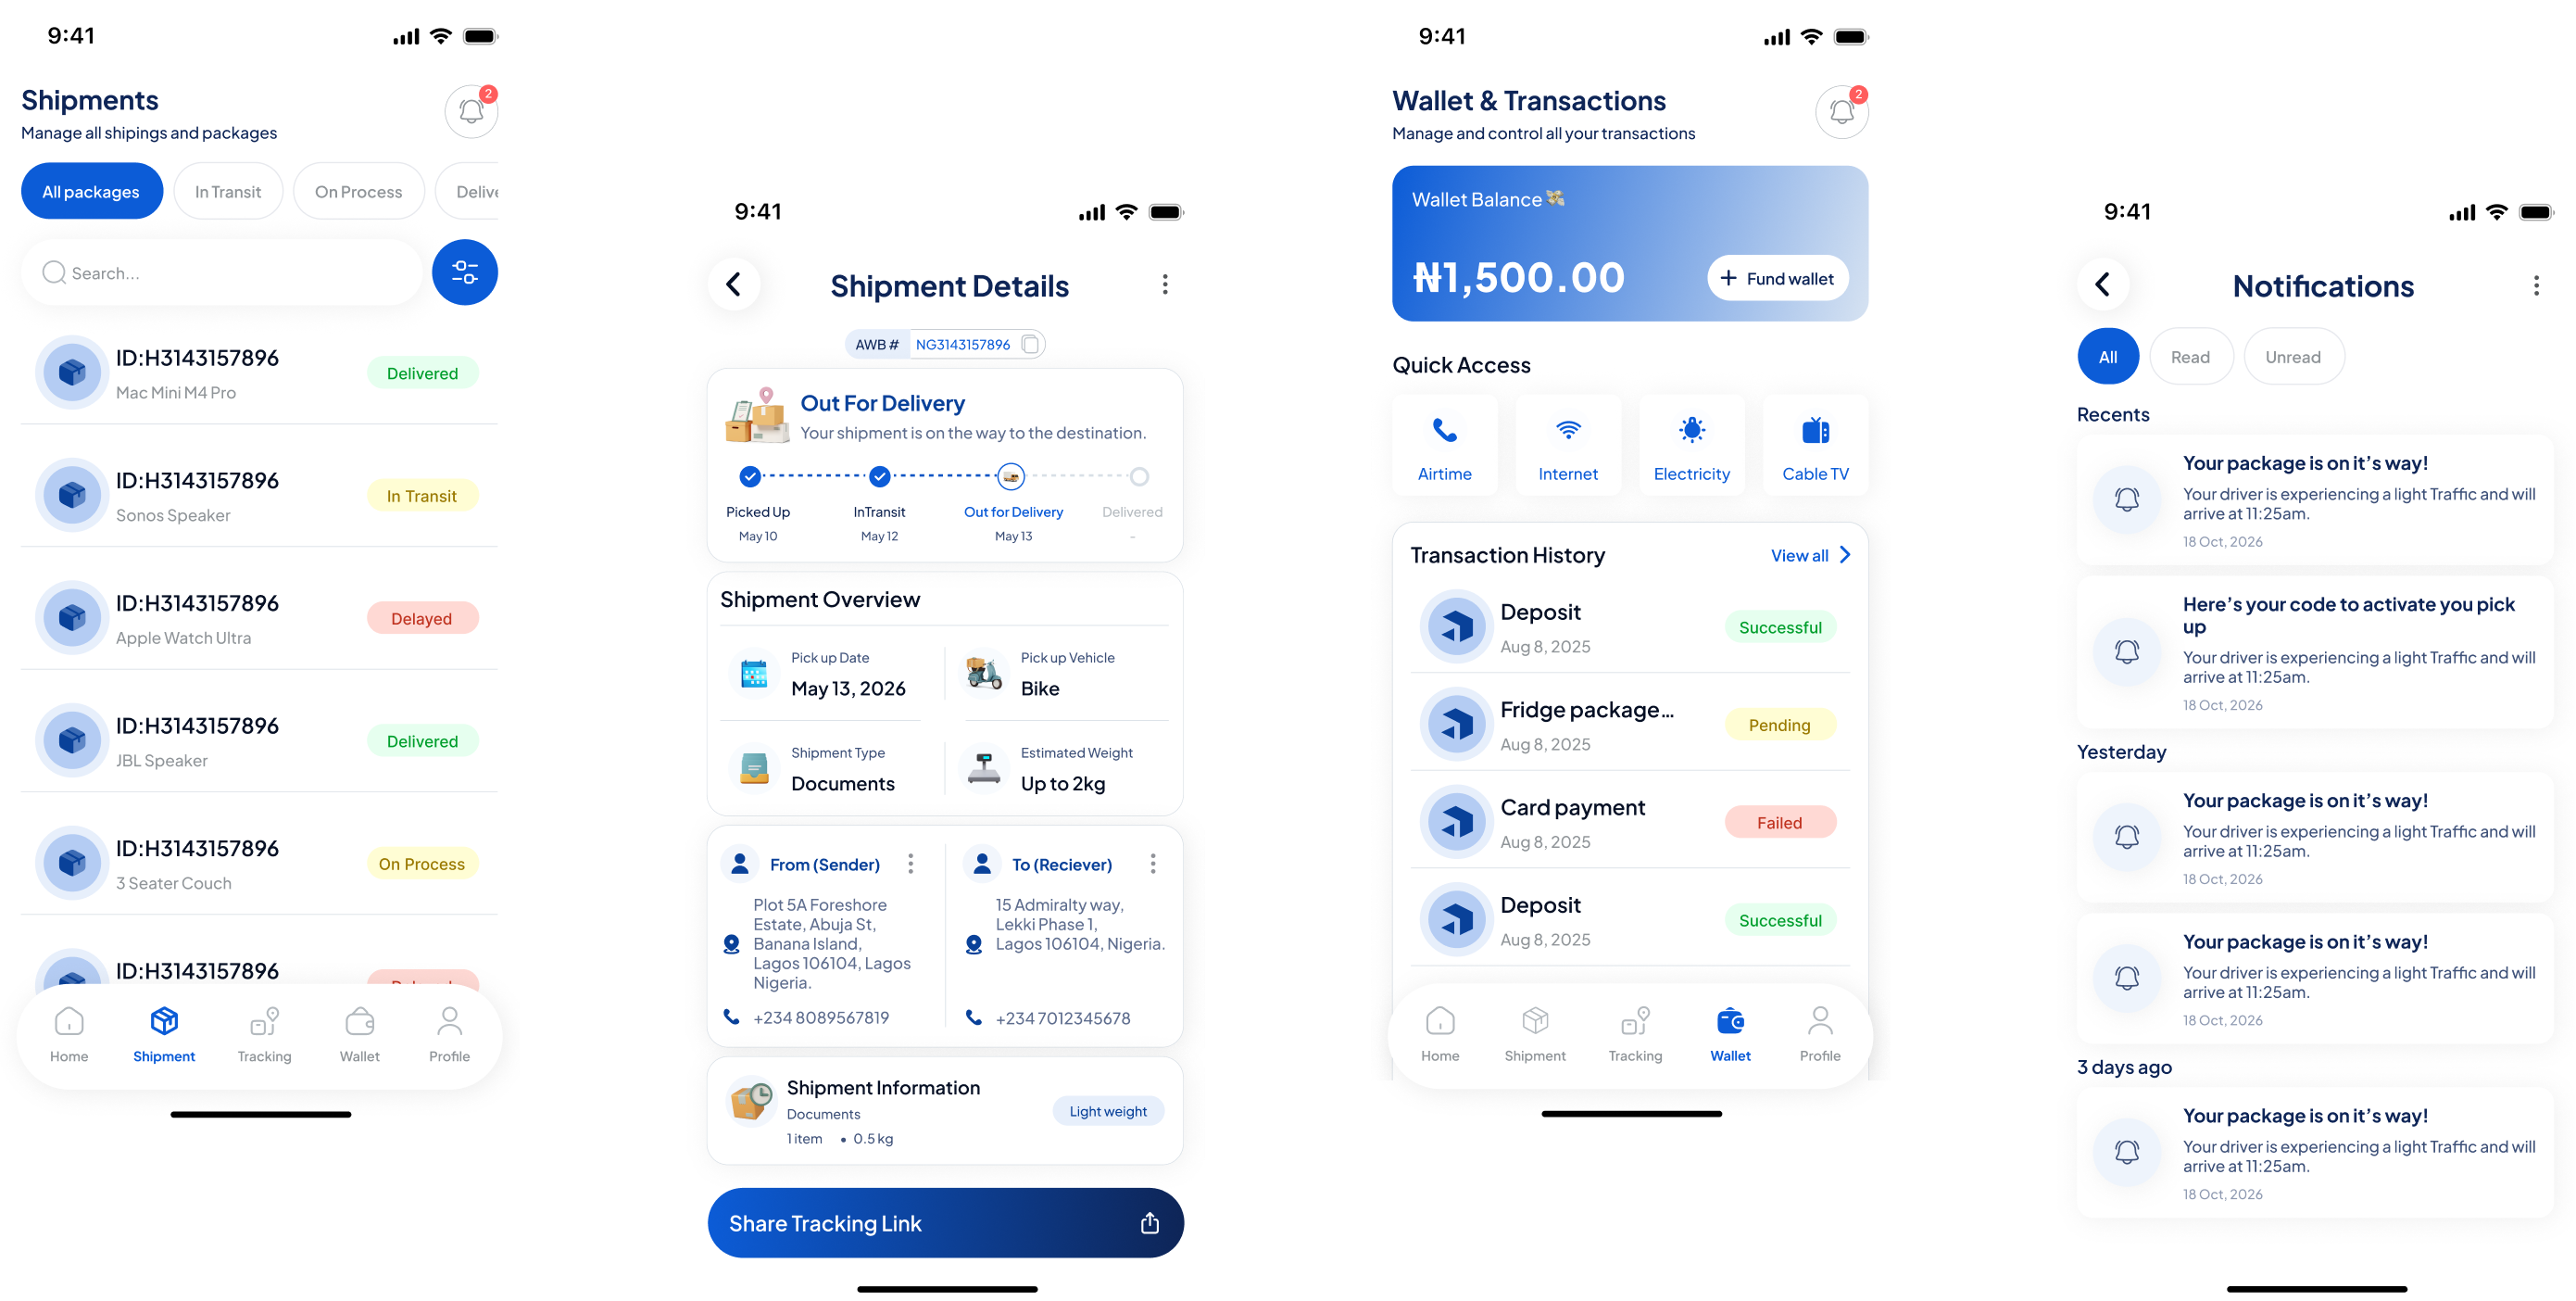 9:41
Shipments
2
Manage all shipings and packages
All packages
In Transit
On Process
Delive
Search...
ID:H3143157896
Delivered
Mac Mini M4 Pro
ID:H3143157896
In Transit
Sonos Speaker
ID:H3143157896
Delayed
Apple Watch Ultra
ID:H3143157896
Delivered
JBL Speaker
ID:H3143157896
On Process
3 Seater Couch
ID:H3143157896
Home
Shipment
Tracking
Wallet
Profile
9:41
Shipment Details
AWB # NG3143157896
Out For Delivery
Your shipment is on the way to the destination.
Picked Up
InTransit
Out for Delivery
Delivered
May 10
May 12
May 13
-
Shipment Overview
Pick up Date
May 13, 2026
Pick up Vehicle
Bike
Shipment Type
Documents
Estimated Weight
Up to 2kg
From (Sender)
Plot 5A Foreshore
Estate, Abuja St,
Banana Island,
Lagos 106104, Lagos
Nigeria.
+234 8089567819
To (Reciever)
15 Admiralty way,
Lekki Phase 1,
Lagos 106104, Nigeria.
+234 7012345678
Shipment Information
Documents
1 item • 0.5 kg
Light weight
Share Tracking Link
9:41
Wallet & Transactions
2
Manage and control all your transactions
Wallet Balance💸
₦1,500.00
+ Fund wallet
Quick Access
Airtime
Internet
Electricity
Cable TV
Transaction History
View all
Deposit
Successful
Aug 8, 2025
Fridge package...
Pending
Aug 8, 2025
Card payment
Failed
Aug 8, 2025
Deposit
Successful
Aug 8, 2025
Home
Shipment
Tracking
Wallet
Profile
9:41
Notifications
All
Read
Unread
Recents
Your package is on it’s way!
Your driver is experiencing a light Traffic and will
arrive at 11:25am.
18 Oct, 2026
Here’s your code to activate you pick
up
Your driver is experiencing a light Traffic and will
arrive at 11:25am.
18 Oct, 2026
Yesterday
Your package is on it’s way!
Your driver is experiencing a light Traffic and will
arrive at 11:25am.
18 Oct, 2026
Your package is on it’s way!
Your driver is experiencing a light Traffic and will
arrive at 11:25am.
18 Oct, 2026
3 days ago
Your package is on it’s way!
Your driver is experiencing a light Traffic and will
arrive at 11:25am.
18 Oct, 2026